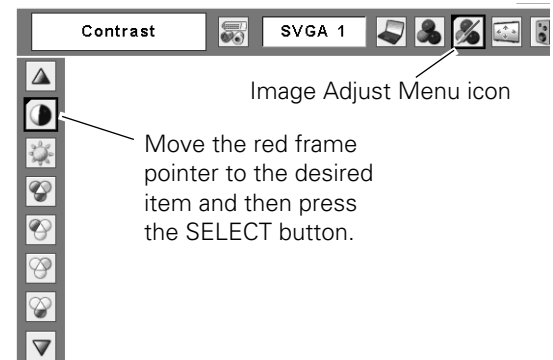 Contrast
SVGA 1
Image Adjust Menu icon
Move the red frame
pointer to the desired
item and then press
the SELECT button.